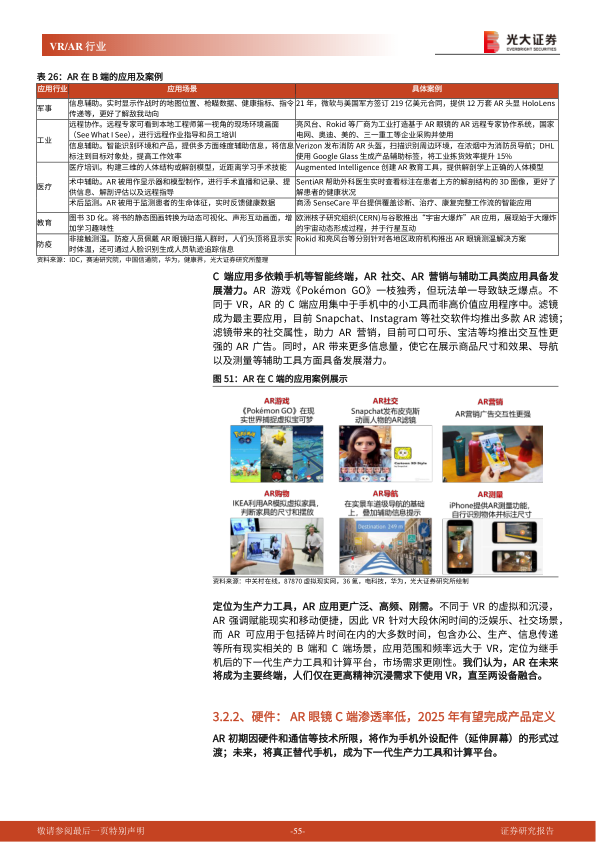 VR/AR 行业
光大证券
EVERBRIGHT SECURITIES
表 26：AR 在 B 端的应用及案例
应用行业 应用场景 具体案例
军事 信息辅助。实时显示作战时的地图位置、枪瞄数据、健康指标、指令传递等，更好了解敌我动向 21 年，微软与美国军方签订 219 亿美元合同，提供 12 万套 AR 头显 HoloLens
工业 远程协作。远程专家可看到本地工程师第一视角的现场环境画面（See What I See），进行远程作业指导和员工培训 亮风台、Rokid 等厂商为工业打造基于 AR 眼镜的 AR 远程专家协作系统，国家电网、奥迪、美的、三一重工等企业采购并使用
信息辅助。智能识别环境和产品，提供多方面维度辅助信息，将信息标注到目标对象处，提高工作效率 Verizon 发布消防 AR 头盔，扫描识别周边环境，在浓烟中为消防员导航；DHL 使用 Google Glass 生成产品辅助标签，将工业拣货效率提升 15%
医疗 医疗培训。构建三维的人体结构或解剖模型，近距离学习手术技能 Augmented Intelligence 创建 AR 教育工具，提供解剖学上正确的人体模型
术中辅助。AR 被用作显示器和模型制作，进行手术直播和记录、提供信息、解剖评估以及远程指导 SentiAR 帮助外科医生实时查看标注在患者上方的解剖结构的 3D 图像，更好了解患者的健康状况
术后监测。AR 被用于监测患者的生命体征，实时反馈健康数据 商汤 SenseCare 平台提供覆盖诊断、治疗、康复完整工作流的智能应用
教育 图书 3D 化。将书的静态图画转换为动态可视化、声形互动画面，增加学习趣味性 欧洲核子研究组织(CERN)与谷歌推出“宇宙大爆炸”AR 应用，展现始于大爆炸的宇宙动态形成过程，并于行星互动
防疫 非接触测温。防疫人员佩戴 AR 眼镜扫描人群时，人们头顶将显示实时体温，还可通过人脸识别生成人员轨迹追踪信息 Rokid 和亮风台等分别针对各地区政府机构推出 AR 眼镜测温解决方案
资料来源：IDC，赛迪研究院，中国信通院，华为，健康界，光大证券研究所整理
C 端应用多依赖手机等智能终端，AR 社交、AR 营销与辅助工具类应用具备发
展潜力。AR 游戏《Pokémon GO》一枝独秀，但玩法单一导致缺乏爆点。不
同于 VR，AR 的 C 端应用集中于手机中的小工具而非高价值应用程序中。滤镜
成为最主要应用，目前 Snapchat、Instagram 等社交软件均推出多款 AR 滤镜；
滤镜带来的社交属性，助力 AR 营销，目前可口可乐、宝洁等均推出交互性更
强的 AR 广告。同时，AR 带来更多信息量，使它在展示商品尺寸和效果、导航
以及测量等辅助工具方面具备发展潜力。
图 51：AR 在 C 端的应用案例展示
AR游戏
《Pokémon GO》在现
实世界捕捉虚拟宝可梦
AR社交
Snapchat发布皮克斯
动画人物的AR滤镜
AR营销
AR营销广告交互性更强
Cartoon 3D Style
AR购物
IKEA利用AR模拟虚拟家具，
判断家具的尺寸和摆放
AR导航
在实景车道级导航的基础
上，叠加辅助信息提示
AR测量
iPhone提供AR测量功能，
自行识别物体并标注尺寸
Destination 249 m
资料来源：中关村在线，87870 虚拟现实网，36 氪，电科技，华为，光大证券研究所绘制
定位为生产力工具，AR 应用更广泛、高频、刚需。不同于 VR 的虚拟和沉浸，
AR 强调赋能现实和移动便捷，因此 VR 针对大段休闲时间的泛娱乐、社交场景，
而 AR 可应用于包括碎片时间在内的大多数时间，包含办公、生产、信息传递
等所有现实相关的 B 端和 C 端场景，应用范围和频率远大于 VR，定位为继手
机后的下一代生产力工具和计算平台，市场需求更刚性。我们认为，AR 在未来
将成为主要终端，人们仅在更高精神沉浸需求下使用 VR，直至两设备融合。
3.2.2、硬件： AR 眼镜 C 端渗透率低，2025 年有望完成产品定义
AR 初期因硬件和通信等技术所限，将作为手机外设配件（延伸屏幕）的形式过
渡；未来，将真正替代手机，成为下一代生产力工具和计算平台。
敬请参阅最后一页特别声明
-55-
证券研究报告